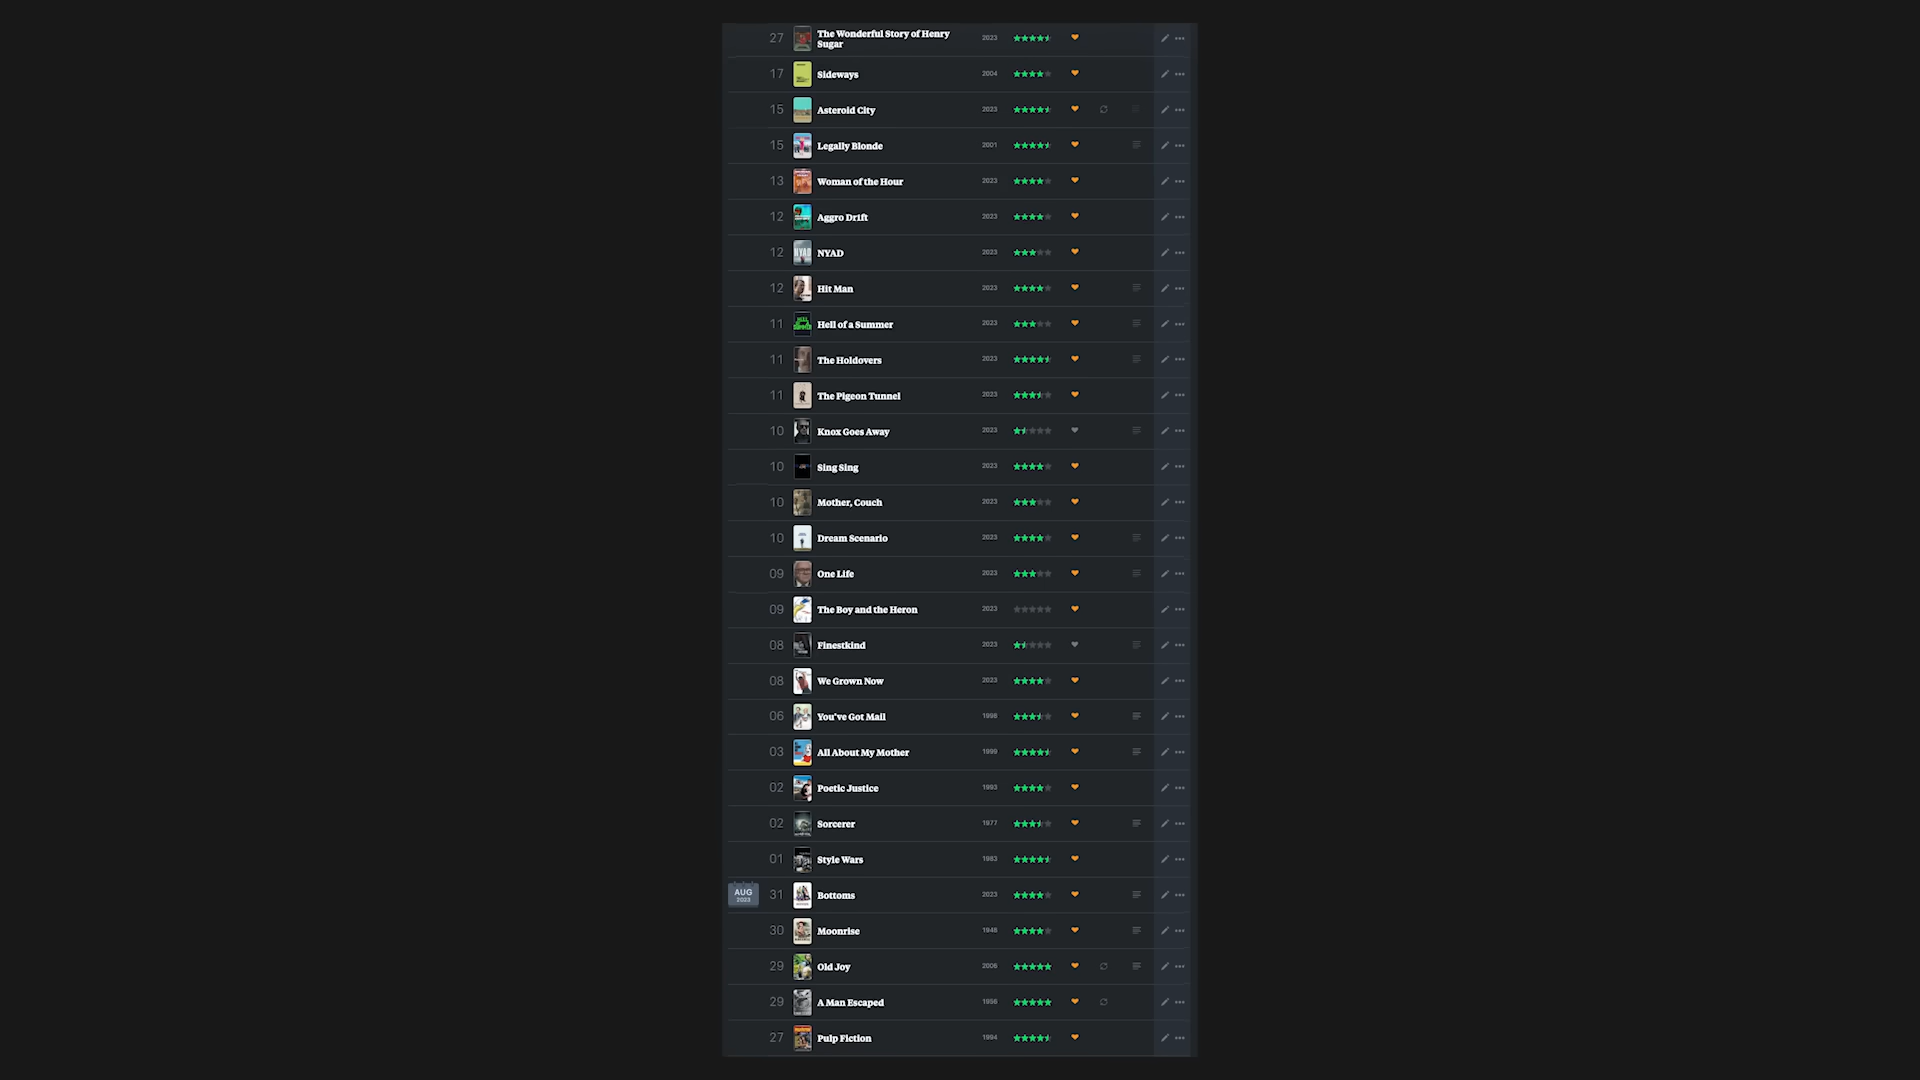 27 The Wonderful Story of Henry 2023
Sugar
17 Sideways 2004
15 Asteroid City 2023
15 Legally Blonde 2001
13 Woman of the Hour 2023
12 Aggro Drift 2023
12 NYAD 2023
12 Hit Man 2023
11 Hell of a Summer 2023
11 The Holdovers 2023
11 The Pigeon Tunnel 2023
10 Knox Goes Away 2023
10 Sing Sing 2023
10 Mother, Couch 2023
10 Dream Scenario 2023
09 One Life 2023
09 The Boy and the Heron 2023
08 Finestkind 2023
08 We Grown Now 2023
06 You've Got Mail 1998
03 All About My Mother 1999
02 Poetic Justice 1993
02 Sorcerer 1977
01 Style Wars 1983
AUG 2023 31 Bottoms 2023
30 Moonrise 1948
29 Old Joy 2006
29 A Man Escaped 1956
27 Pulp Fiction 1994